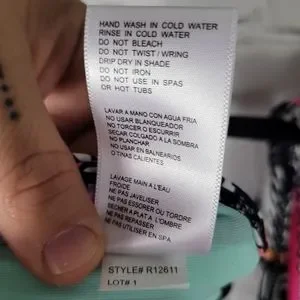 HAND WASH IN COLD WATER
RINSE IN COLD WATER
DO NOT BLEACH
DO NOT TWIST / WRING
DRIP DRY IN SHADE
DO NOT IRON
DO NOT USE IN SPAS
OR HOT TUBS
LAVAR A MANO CON AGUA FRIA
NO USAR BLANQUEADOR
NO TORCER O ESCURRIR
SECAR COLGADO A LA SOMBRA
NO PLANCHAR
NO USAR EN BALNEARIOS
O TINAS CALIENTES
LAVAGE MAIN A L'EAU
FROIDE
NE PAS JAVELISER
NE PAS ESSORER OU TORDRE
SECHER A PLAT A L'OMBRE
NE PAS REPASSER
NE PAS UTILISER EN SPA
STYLE# R12611
LOT# 1